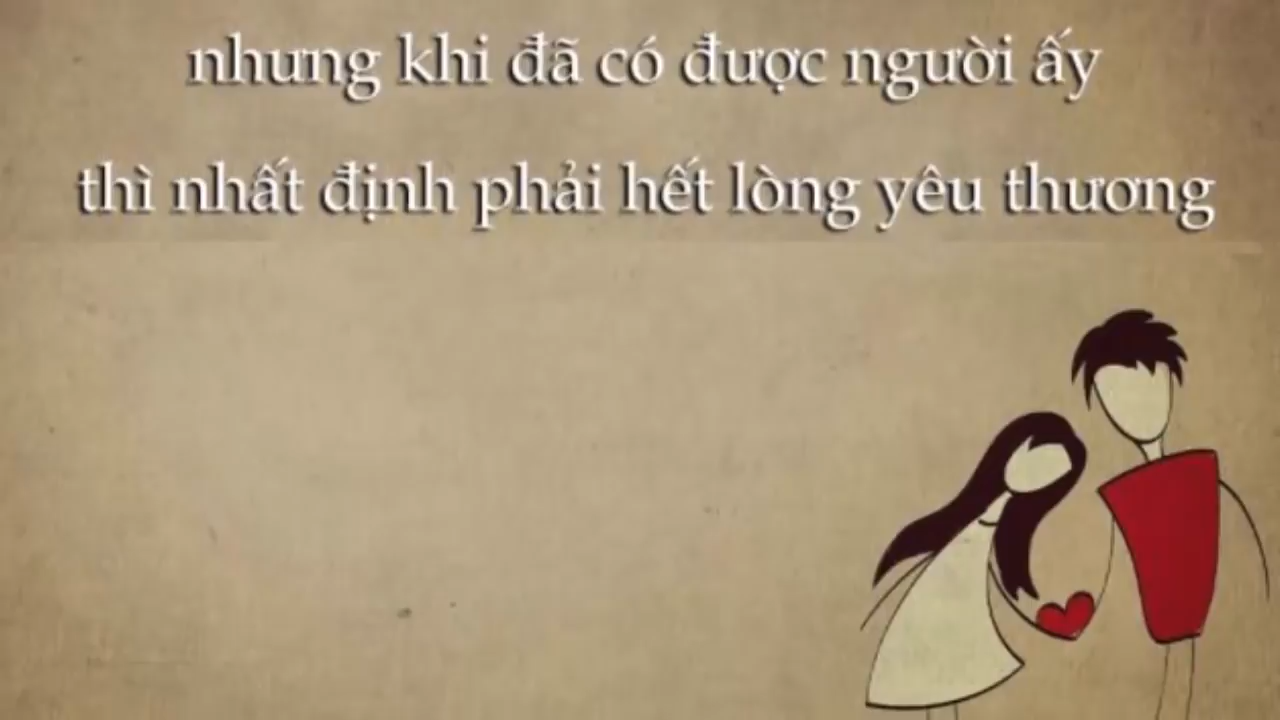 nhưng khi đã có được người ấy
thì nhất định phải hết lòng yêu thương